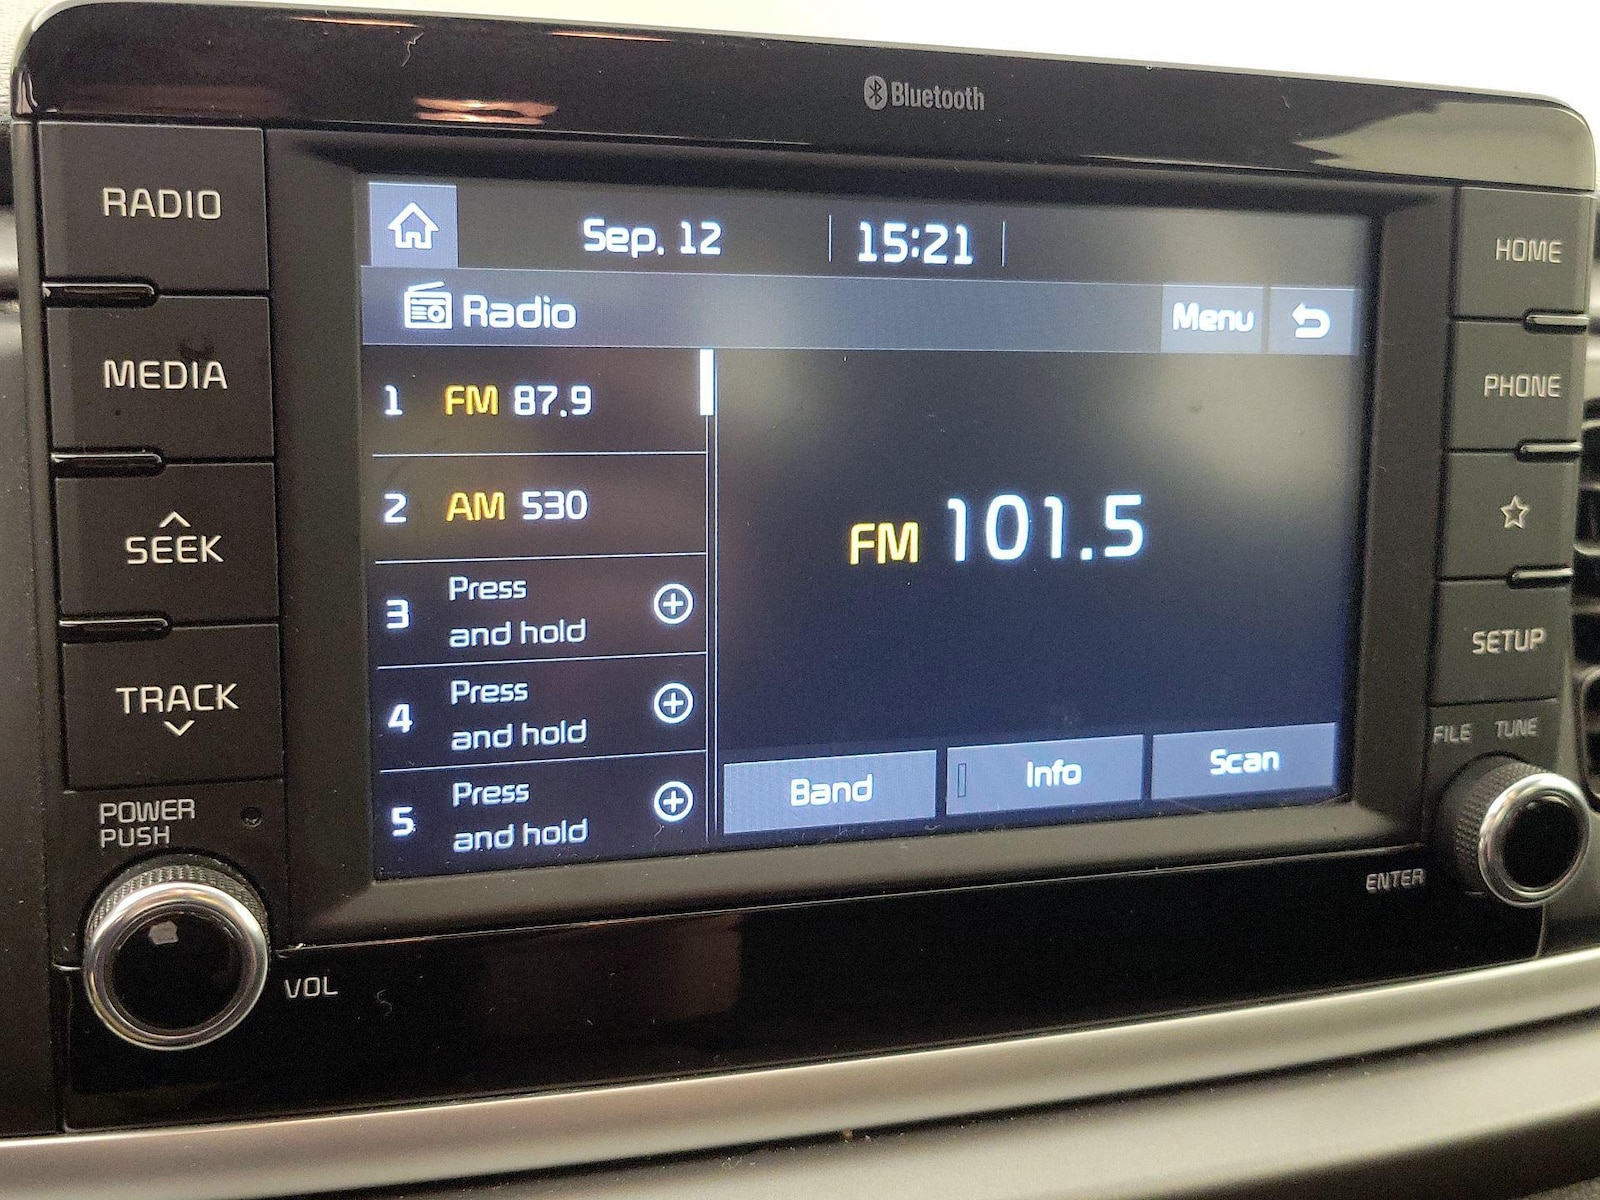 Bluetooth
RADIO
MEDIA
SEEK
TRACK
POWER
PUSH
VOL
Sep. 12 15:21
Radio Menu
1 FM 87.9
2 AM 530
3 Press
and hold
4 Press
and hold
5 Press
and hold
FM 101.5
Band Info Scan
HOME
PHONE
SETUP
FILE TUNE
ENTER